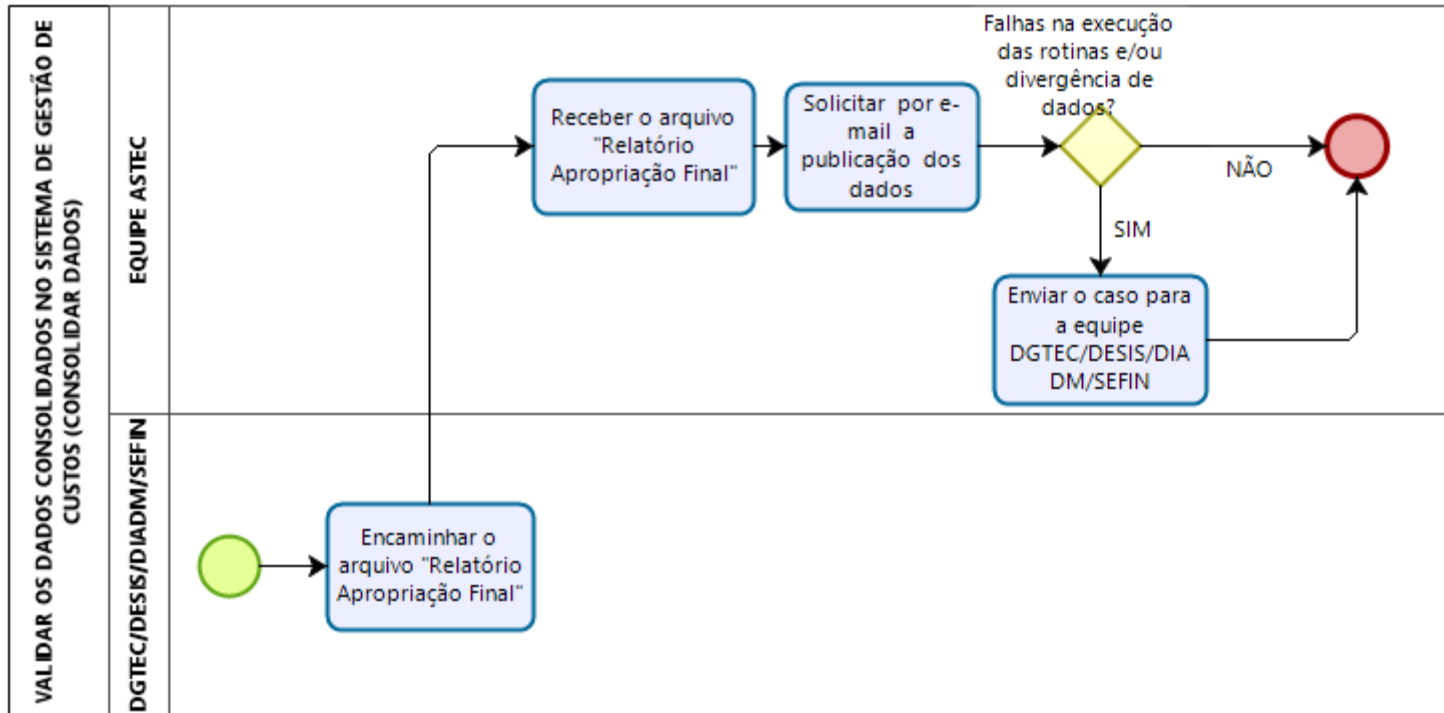 VALIDAR OS DADOS CONSOLIDADOS NO SISTEMA DE GESTÃO DE
CUSTOS (CONSOLIDAR DADOS)
EQUIPE ASTEC
Receber o arquivo
"Relatório
Apropriação Final"
Solicitar por e-
mail a
publicação dos
dados
Falhas na execução
das rotinas e/ou
divergência de
dados?
NÃO
SIM
Enviar o caso para
a equipe
DGTEC/DESIS/DIA
DM/SEFIN
DGTEC/DESIS/DIADM/SEFIN
Encaminhar o
arquivo "Relatório
Apropriação Final"